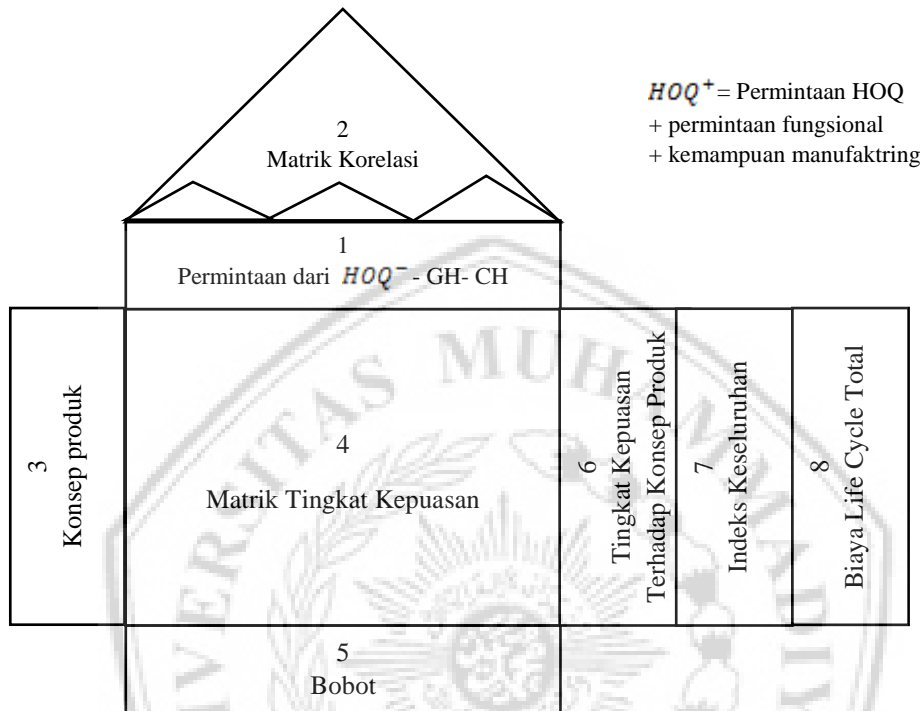 2
Matrik Korelasi
HOQ⁺= Permintaan HOQ
+ permintaan fungsional
+ kemampuan manufaktring
1
Permintaan dari HOQ⁻ - GH- CH
3
Konsep produk
4
Matrik Tingkat Kepuasan
6
Tingkat Kepuasan
Terhadap Konsep Produk
7
Indeks Keseluruhan
8
Biaya Life Cycle Total
5
Bobot